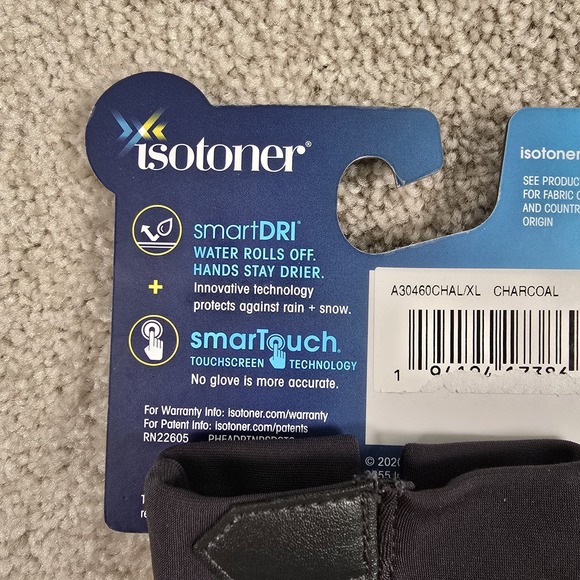 isotoner®
smartDRI®
WATER ROLLS OFF.
HANDS STAY DRIER.
+
Innovative technology
protects against rain + snow.
smarTouch®
TOUCHSCREEN TECHNOLOGY
No glove is more accurate.
For Warranty Info: isotoner.com/warranty
For Patent Info: isotoner.com/patents
RN22605
isotoner
SEE PRODUC
FOR FABRIC
AND COUNTR
ORIGIN
A30460CHAL/XL CHARCOAL
1
© 2020